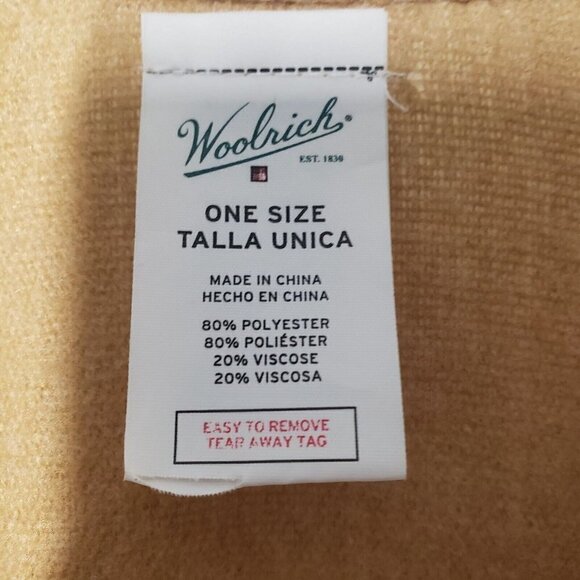 Woolrich®
EST. 1830
ONE SIZE
TALLA UNICA
MADE IN CHINA
HECHO EN CHINA
80% POLYESTER
80% POLIÉSTER
20% VISCOSE
20% VISCOSA
EASY TO REMOVE
TEAR AWAY TAG